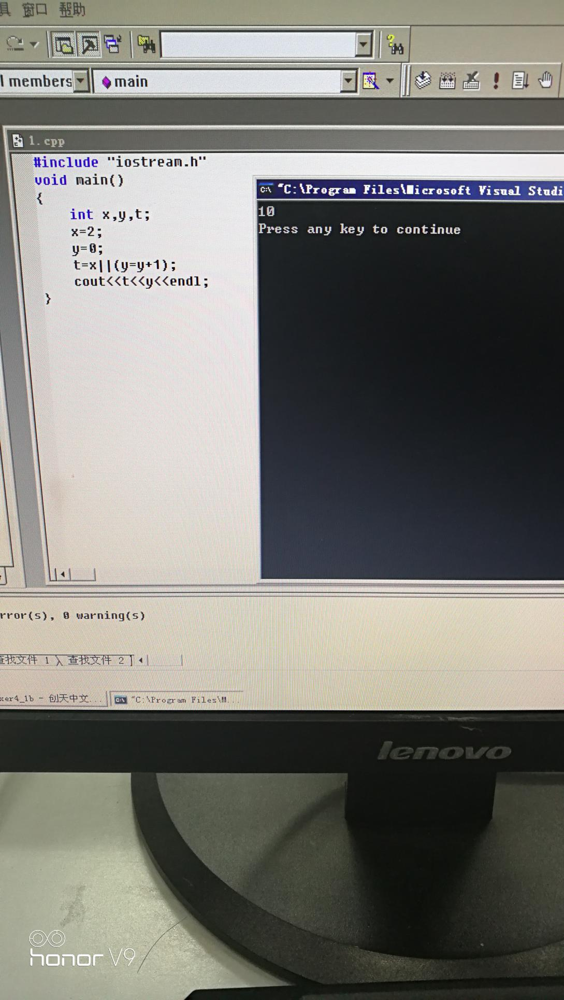 具 窗口 帮助
l members
main
1.cpp
#include "iostream.h"
void main()
{
int x,y,t;
x=2;
y=0;
t=x||(y=y+1);
cout<<t<<y<<endl;
}
"C:\Program Files\Microsoft Visual Studi
10
Press any key to continue
rror(s), 0 warning(s)
查找文件 1 查找文件 2
xer4_1b - 创天中文...
"C:\Program Files\M...
lenovo
honor V9